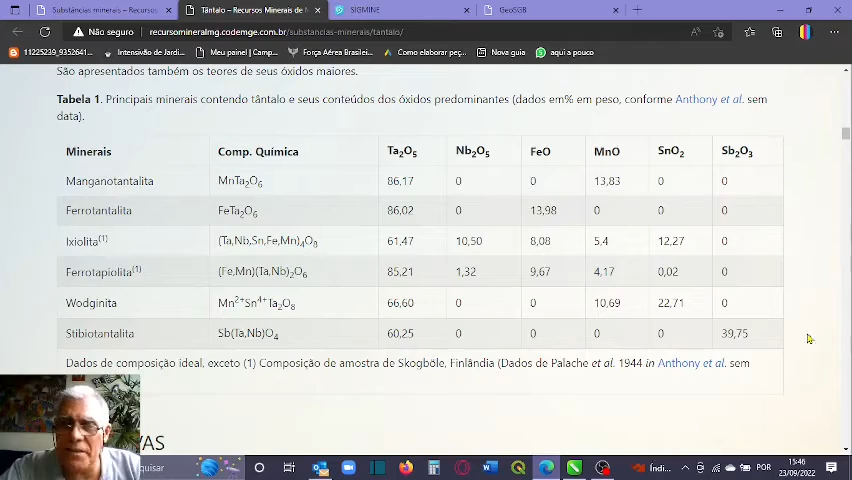 Substâncias minerais – Recursos
Tântalo – Recursos Minerais de M
SIGMINE
GeoSGB
Não seguro
recursomineralmg.codemge.com.br/substancias-minerais/tantalo/
11225239_9352641...
Intensivão de Jardi...
Meu painel | Camp...
Força Aérea Brasilei...
Como elaborar peç...
Nova guia
aqui a pouco
São apresentados também os teores de seus óxidos maiores.
Tabela 1. Principais minerais contendo tântalo e seus conteúdos dos óxidos predominantes (dados em% em peso, conforme Anthony et al. sem
data).
Minerais Comp. Química Ta₂O₅ Nb₂O₅ FeO MnO SnO₂ Sb₂O₃
Manganotantalita MnTa₂O₆ 86,17 0 0 13,83 0 0
Ferrotantalita FeTa₂O₆ 86,02 0 13,98 0 0 0
Ixiolita⁽¹⁾ (Ta,Nb,Sn,Fe,Mn)₄O₈ 61,47 10,50 8,08 5,4 12,27 0
Ferrotapiolita⁽¹⁾ (Fe,Mn)(Ta,Nb)₂O₆ 85,21 1,32 9,67 4,17 0,02 0
Wodginita Mn²⁺Sn⁴⁺Ta₂O₈ 66,60 0 0 10,69 22,71 0
Stibiotantalita Sb(Ta,Nb)O₄ 60,25 0 0 0 0 39,75
Dados de composição ideal, exceto (1) Composição de amostra de Skogböle, Finlândia (Dados de Palache et al. 1944 in Anthony et al. sem
VAS
quisar
Índi...
POR
15:46
23/09/2022